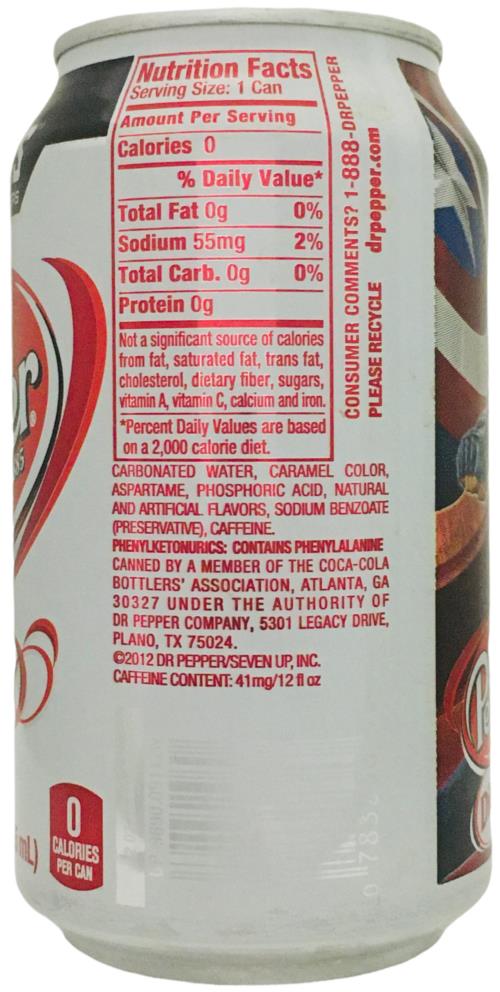 Nutrition Facts
Serving Size: 1 Can
Amount Per Serving
Calories 0
% Daily Value*
Total Fat 0g 0%
Sodium 55mg 2%
Total Carb. 0g 0%
Protein 0g
Not a significant source of calories
from fat, saturated fat, trans fat,
cholesterol, dietary fiber, sugars,
vitamin A, vitamin C, calcium and iron.
*Percent Daily Values are based
on a 2,000 calorie diet.
CARBONATED WATER, CARAMEL COLOR,
ASPARTAME, PHOSPHORIC ACID, NATURAL
AND ARTIFICIAL FLAVORS, SODIUM BENZOATE
(PRESERVATIVE), CAFFEINE.
PHENYLKETONURICS: CONTAINS PHENYLALANINE
CANNED BY A MEMBER OF THE COCA-COLA
BOTTLERS' ASSOCIATION, ATLANTA, GA
30327 UNDER THE AUTHORITY OF
DR PEPPER COMPANY, 5301 LEGACY DRIVE,
PLANO, TX 75024.
©2012 DR PEPPER/SEVEN UP, INC.
CAFFEINE CONTENT: 41mg/12 fl oz
CONSUMER COMMENTS? 1-888-DRPEPPER
PLEASE RECYCLE drpepper.com
mL)
0
CALORIES
PER CAN